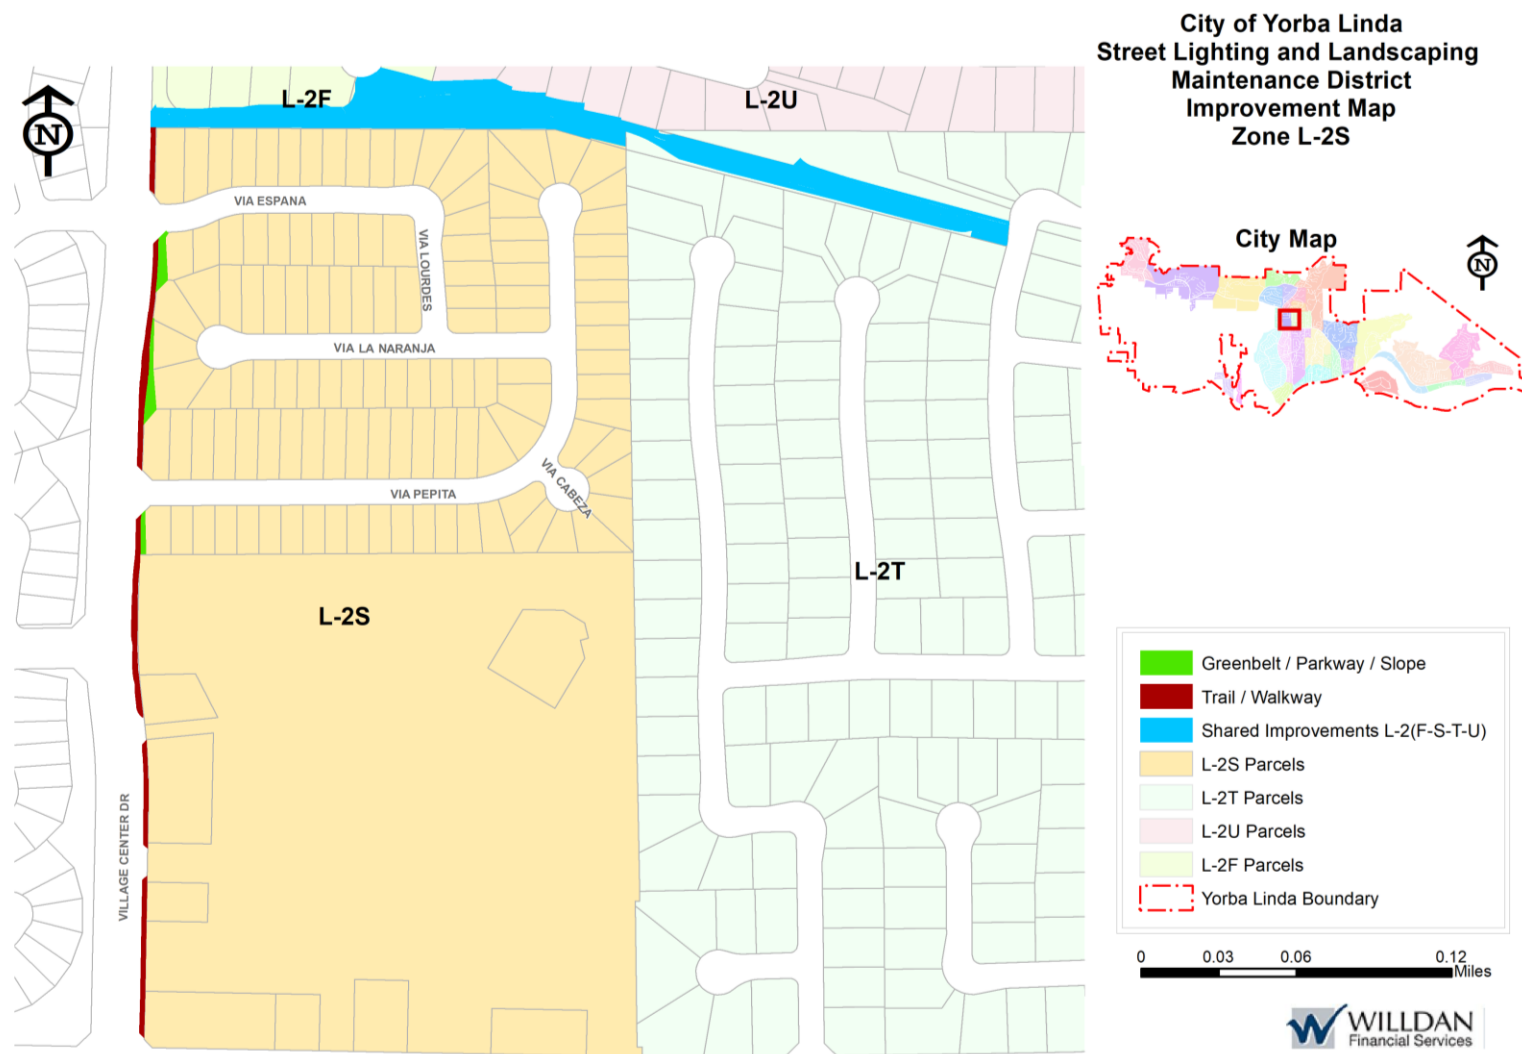 City of Yorba Linda
Street Lighting and Landscaping
Maintenance District
Improvement Map
Zone L-2S
N
L-2F
L-2U
VIA ESPANA
VIA LOURDES
VIA LA NARANJA
VIA PEPITA
VIA CABEZA
L-2T
L-2S
VILLAGE CENTER DR
City Map
N
Greenbelt / Parkway / Slope
Trail / Walkway
Shared Improvements L-2(F-S-T-U)
L-2S Parcels
L-2T Parcels
L-2U Parcels
L-2F Parcels
Yorba Linda Boundary
0 0.03 0.06 0.12
Miles
WILLDAN
Financial Services